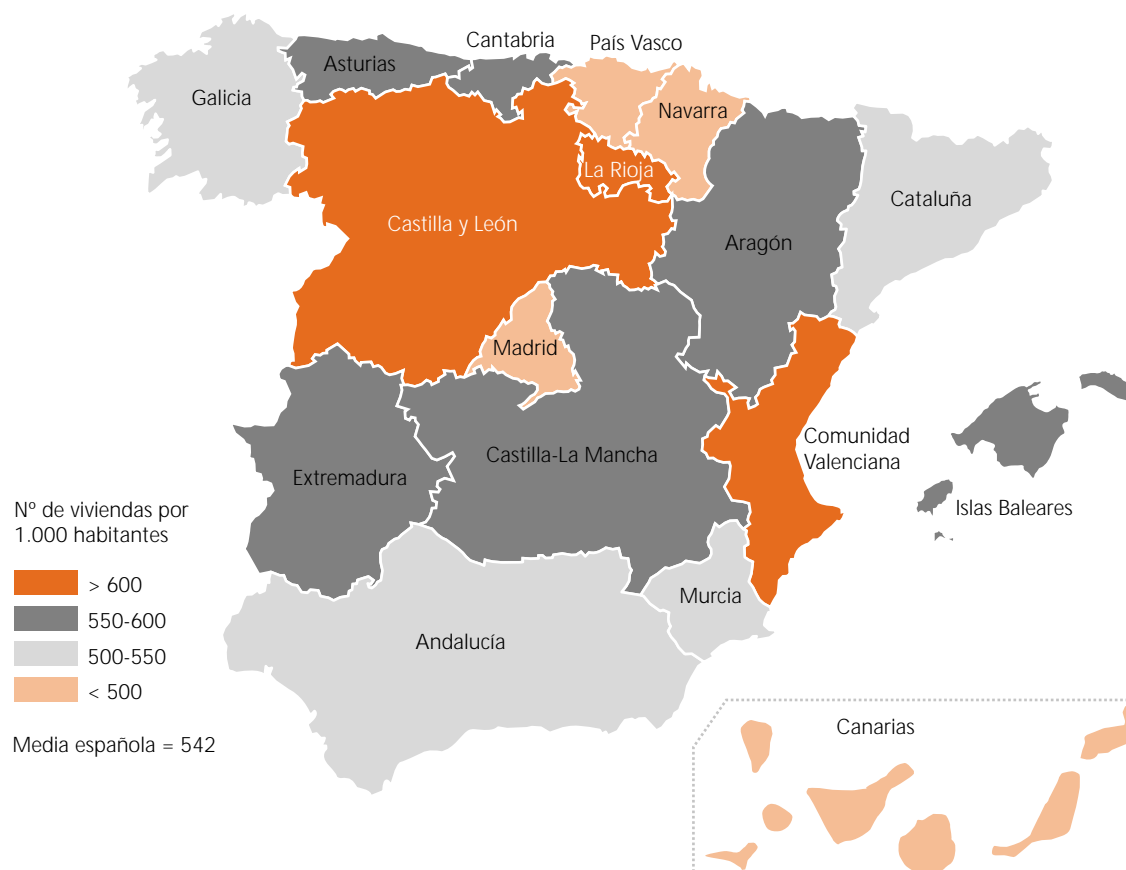 Cantabria
País Vasco
Asturias
Galicia
Navarra
La Rioja
Cataluña
Castilla y León
Aragón
Madrid
Comunidad
Valenciana
Castilla-La Mancha
Extremadura
Islas Baleares
Nº de viviendas por
1.000 habitantes
> 600
550-600
500-550
< 500
Murcia
Andalucía
Media española = 542
Canarias